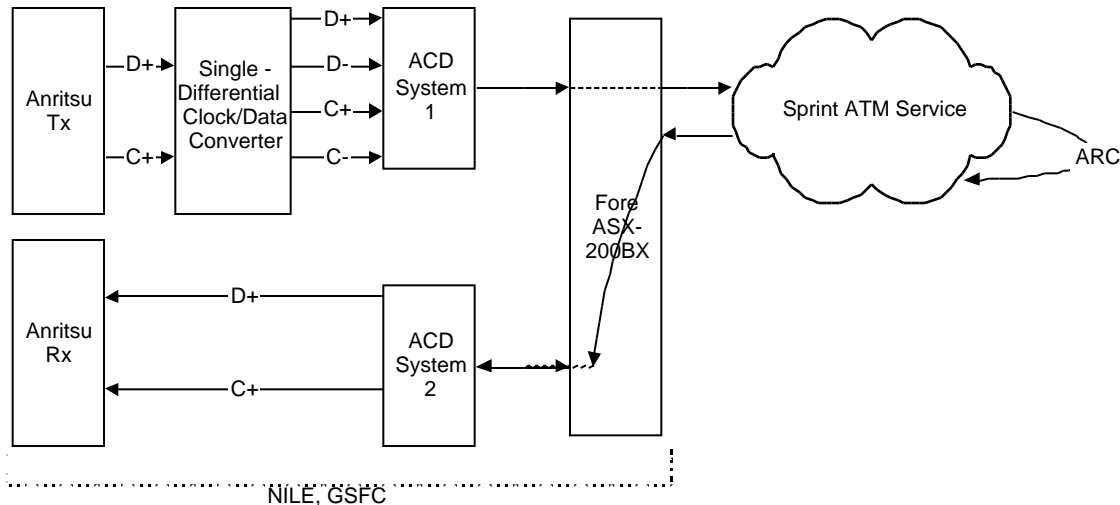 Anritsu
Tx
D+
C+
Single -
Differential
Clock/Data
Converter
D+
D-
C+
C-
ACD
System
1
Fore
ASX-
200BX
Sprint ATM Service
ARC
Anritsu
Rx
D+
C+
ACD
System
2
NILE, GSFC